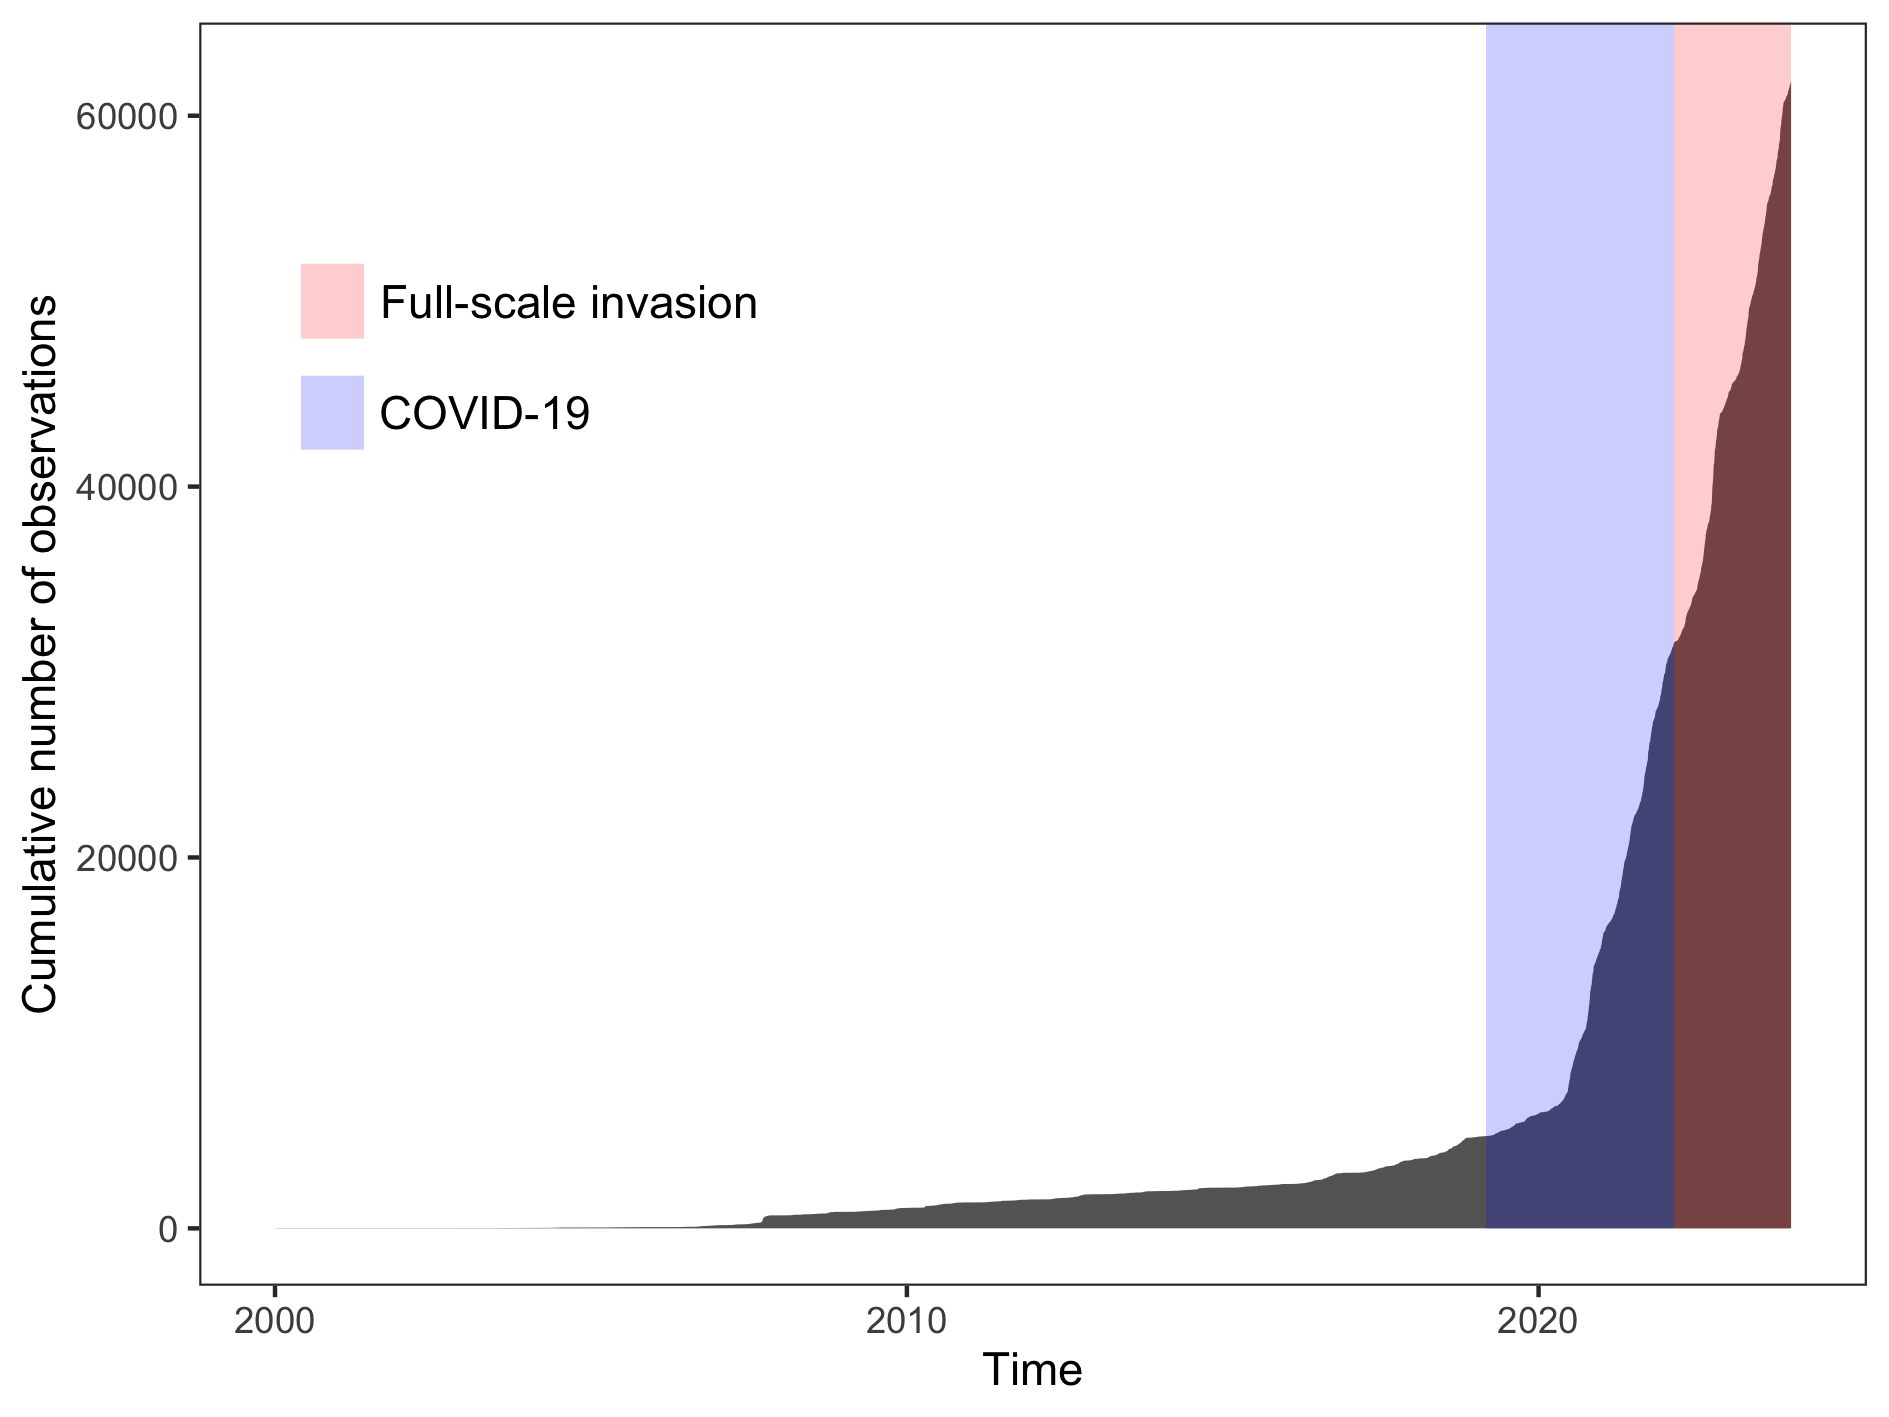 Cumulative number of observations
60000
40000
20000
0
Full-scale invasion
COVID-19
2000 2010 2020
Time